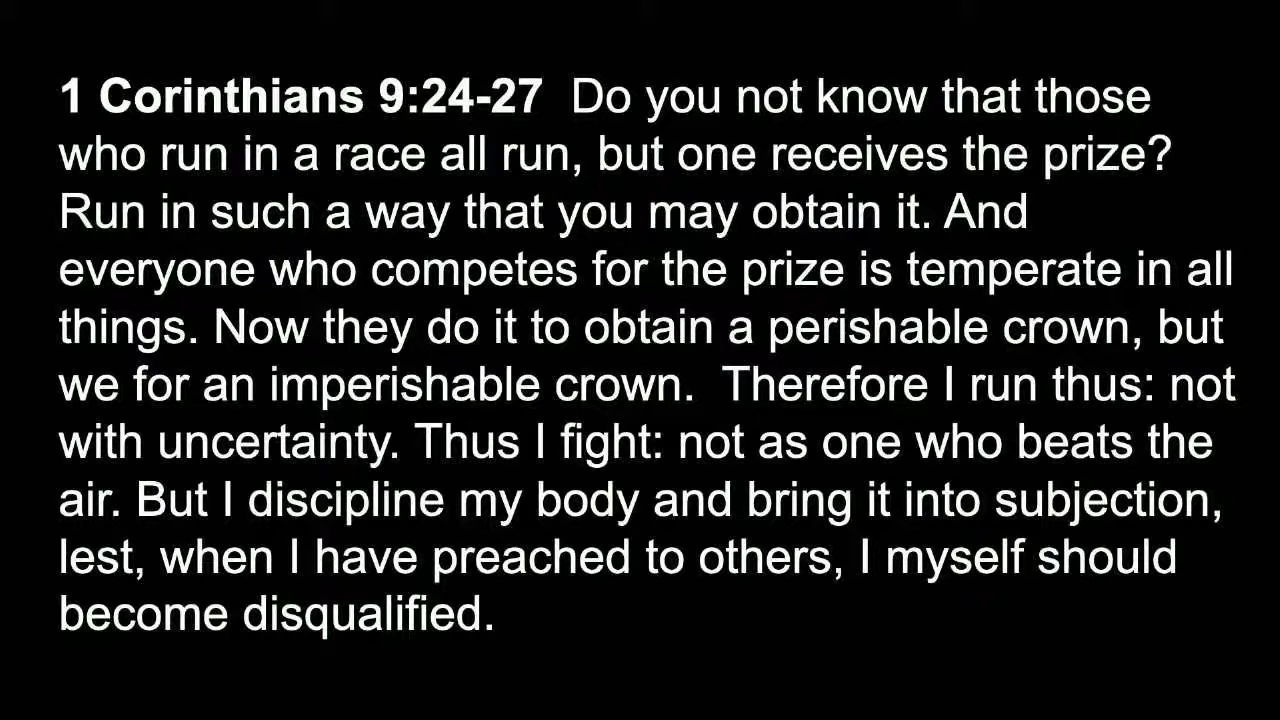 1 Corinthians 9:24-27  Do you not know that those
who run in a race all run, but one receives the prize?
Run in such a way that you may obtain it. And
everyone who competes for the prize is temperate in all
things. Now they do it to obtain a perishable crown, but
we for an imperishable crown.  Therefore I run thus: not
with uncertainty. Thus I fight: not as one who beats the
air. But I discipline my body and bring it into subjection,
lest, when I have preached to others, I myself should
become disqualified.